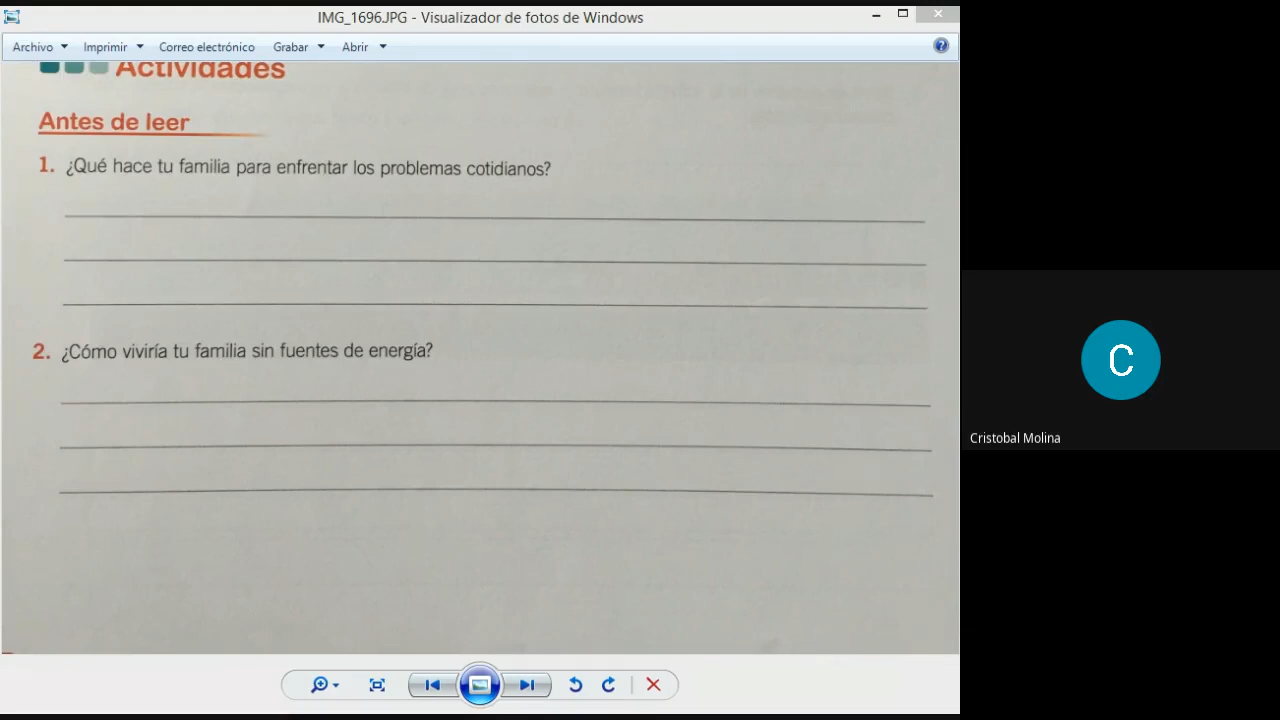 IMG_1696.JPG - Visualizador de fotos de Windows
Archivo Imprimir Correo electrónico Grabar Abrir
Actividades
Antes de leer
1. ¿Qué hace tu familia para enfrentar los problemas cotidianos?
2. ¿Cómo viviría tu familia sin fuentes de energía?
C
Cristobal Molina